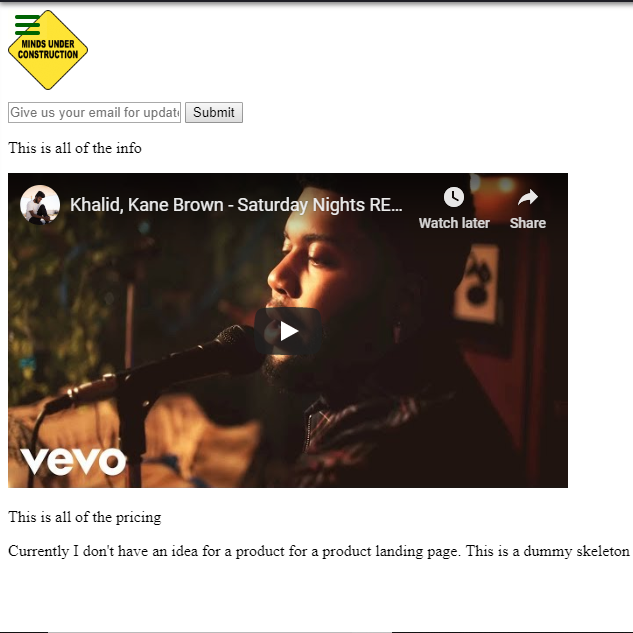 MINDS UNDER
CONSTRUCTION
Give us your email for updat
Submit
This is all of the info
Khalid, Kane Brown - Saturday Nights RE...
Watch later
Share
vevo
This is all of the pricing
Currently I don't have an idea for a product for a product landing page. This is a dummy skeleton